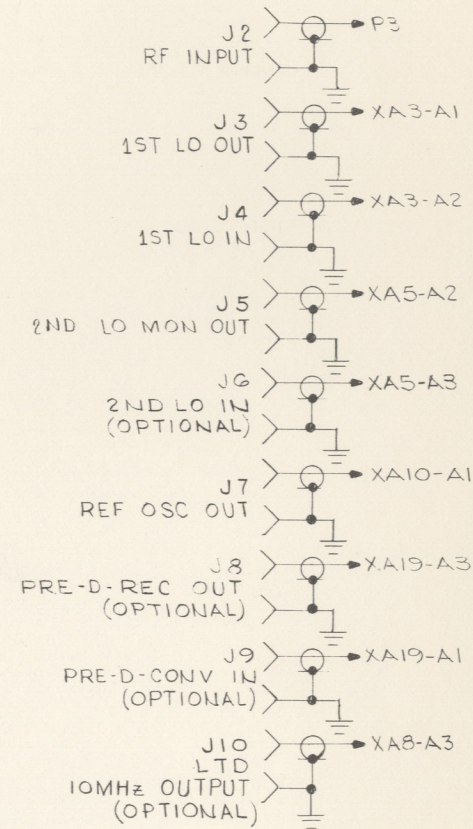 J2
P3
RF INPUT
J3
XA3-A1
1ST LO OUT
J4
XA3-A2
1ST LO IN
J5
XA5-A2
2ND LO MON OUT
J6
XA5-A3
2ND LO IN
(OPTIONAL)
J7
XA10-A1
REF OSC OUT
J8
XA19-A3
PRE-D-REC OUT
(OPTIONAL)
J9
XA19-A1
PRE-D-CONV IN
(OPTIONAL)
J10
XA8-A3
LTD
10MHz OUTPUT
(OPTIONAL)